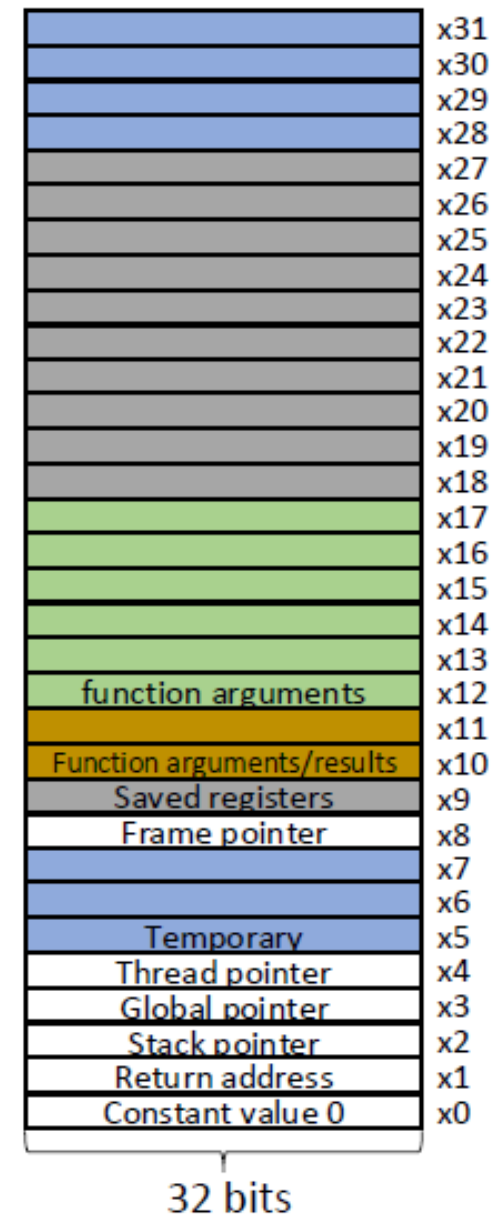 x31
x30
x29
x28
x27
x26
x25
x24
x23
x22
x21
x20
x19
x18
x17
x16
x15
x14
x13
function arguments x12
x11
Function arguments/results x10
Saved registers x9
Frame pointer x8
x7
x6
Temporary x5
Thread pointer x4
Global pointer x3
Stack pointer x2
Return address x1
Constant value 0 x0
32 bits